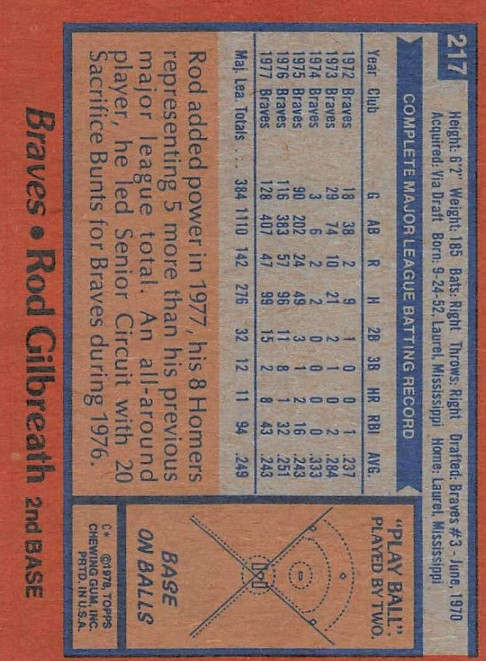 217
Height: 6'2" Weight: 185 Bats: Right Throws: Right Drafted: Braves #3 - June, 1970
Acquired: Via Draft Born: 9-24-52, Laurel, Mississippi Home: Laurel, Mississippi
COMPLETE MAJOR LEAGUE BATTING RECORD
Year Club G AB R H 2B 3B HR RBI AVG.
1972 Braves 18 38 2 9 1 0 0 1 .237
1973 Braves 29 74 10 21 2 1 0 2 .284
1974 Braves 3 6 2 2 0 0 0 0 .333
1975 Braves 90 202 24 49 3 1 2 16 .243
1976 Braves 116 383 57 96 11 8 1 32 .251
1977 Braves 128 407 47 99 15 2 8 43 .243
Maj. Lea. Totals . . . 384 1110 142 276 32 12 11 94 .249
Rod added power in 1977, his 8 Homers
representing 5 more than his previous
major league total. An all-around
player, he led Senior Circuit with 20
Sacrifice Bunts for Braves during 1976.
"PLAY BALL"
PLAYED BY TWO.
BASE
ON BALLS
C* ©1978, TOPPS
CHEWING GUM, INC.
PRTD. IN U.S.A.
Braves • Rod Gilbreath 2nd BASE